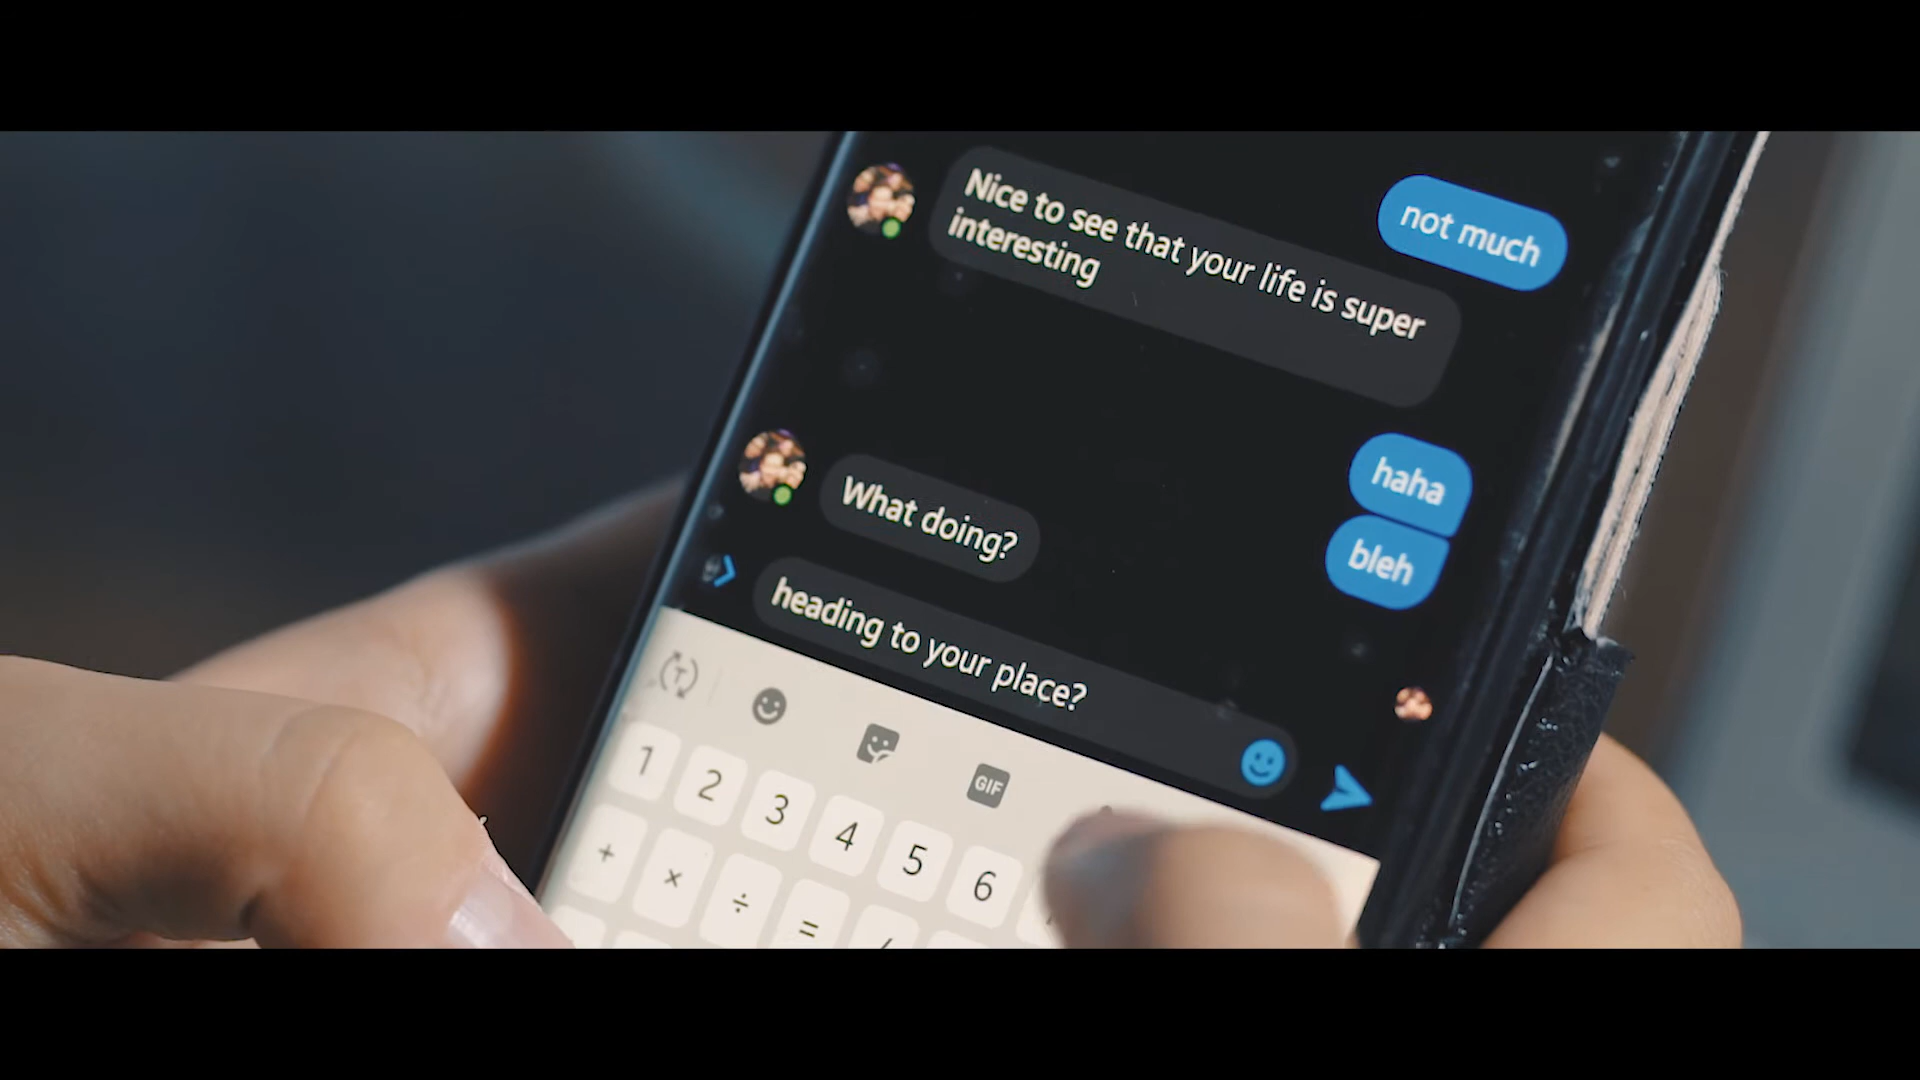 not much
Nice to see that your life is super
interesting
haha
bleh
What doing?
heading to your place?
GIF
1 2 3 4 5 6
+ × ÷ =